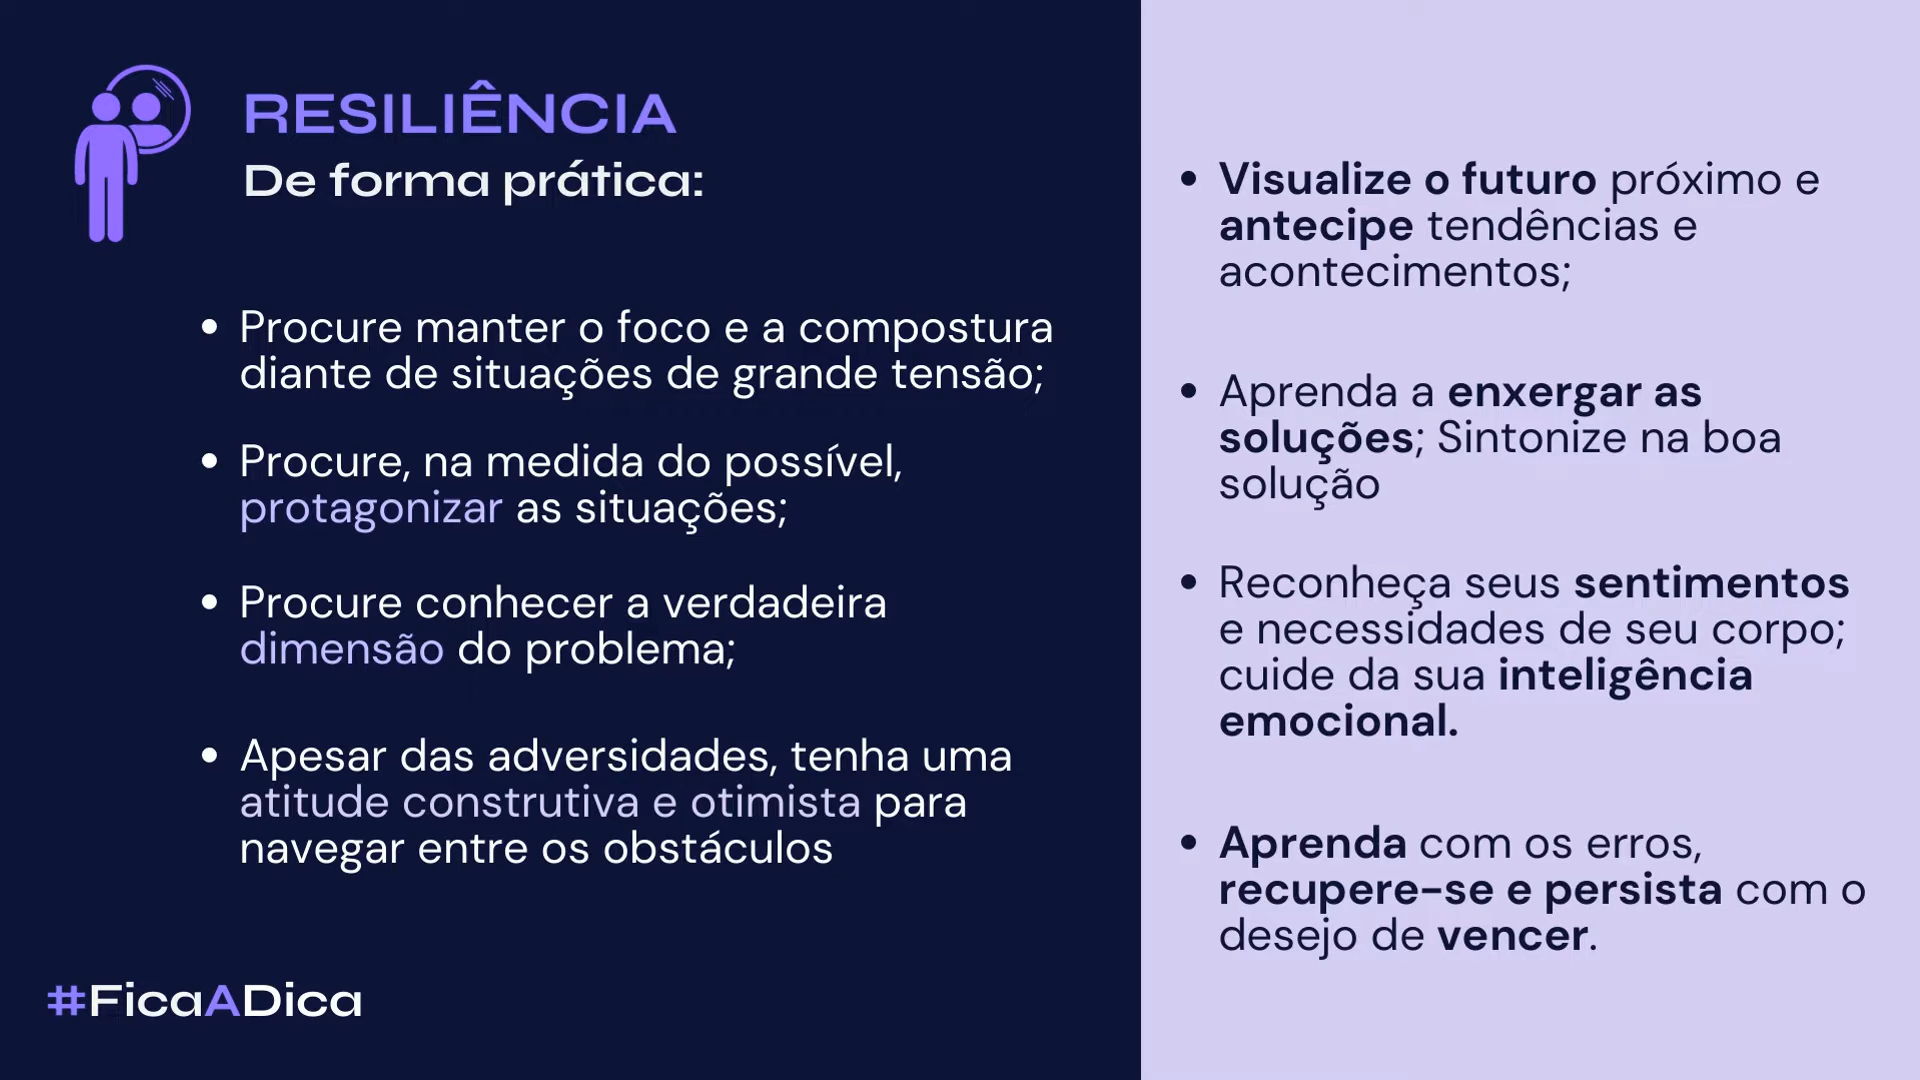 RESILIÊNCIA
De forma prática:
• Procure manter o foco e a compostura
diante de situações de grande tensão;
• Procure, na medida do possível,
protagonizar as situações;
• Procure conhecer a verdadeira
dimensão do problema;
• Apesar das adversidades, tenha uma
atitude construtiva e otimista para
navegar entre os obstáculos
#FicaADica
• Visualize o futuro próximo e
antecipe tendências e
acontecimentos;
• Aprenda a enxergar as
soluções; Sintonize na boa
solução
• Reconheça seus sentimentos
e necessidades de seu corpo;
cuide da sua inteligência
emocional.
• Aprenda com os erros,
recupere-se e persista com o
desejo de vencer.